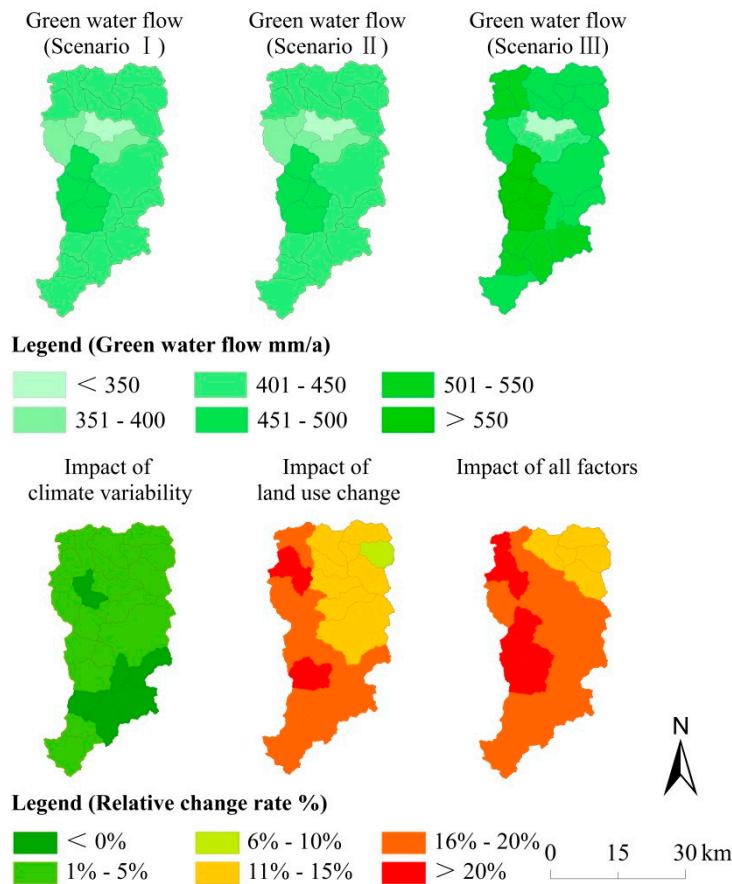 Green water flow
(Scenario Ⅰ)
Green water flow
(Scenario Ⅱ)
Green water flow
(Scenario Ⅲ)
Legend (Green water flow mm/a)
< 350
401 - 450
501 - 550
351 - 400
451 - 500
> 550
Impact of
climate variability
Impact of
land use change
Impact of all factors
N
Legend (Relative change rate %)
< 0%
6% - 10%
16% - 20%
1% - 5%
11% - 15%
> 20%
0 15 30 km